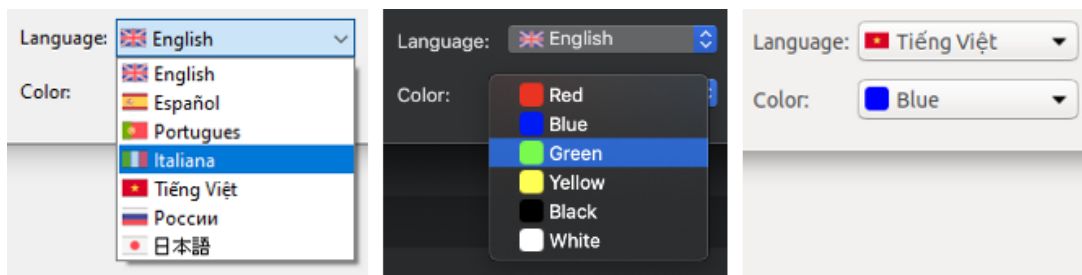 Language: English
English
Español
Portugues
Italiana
Tiếng Việt
России
日本語
Color:
Language: English
Color:
Red
Blue
Green
Yellow
Black
White
Language: Tiếng Việt
Color: Blue